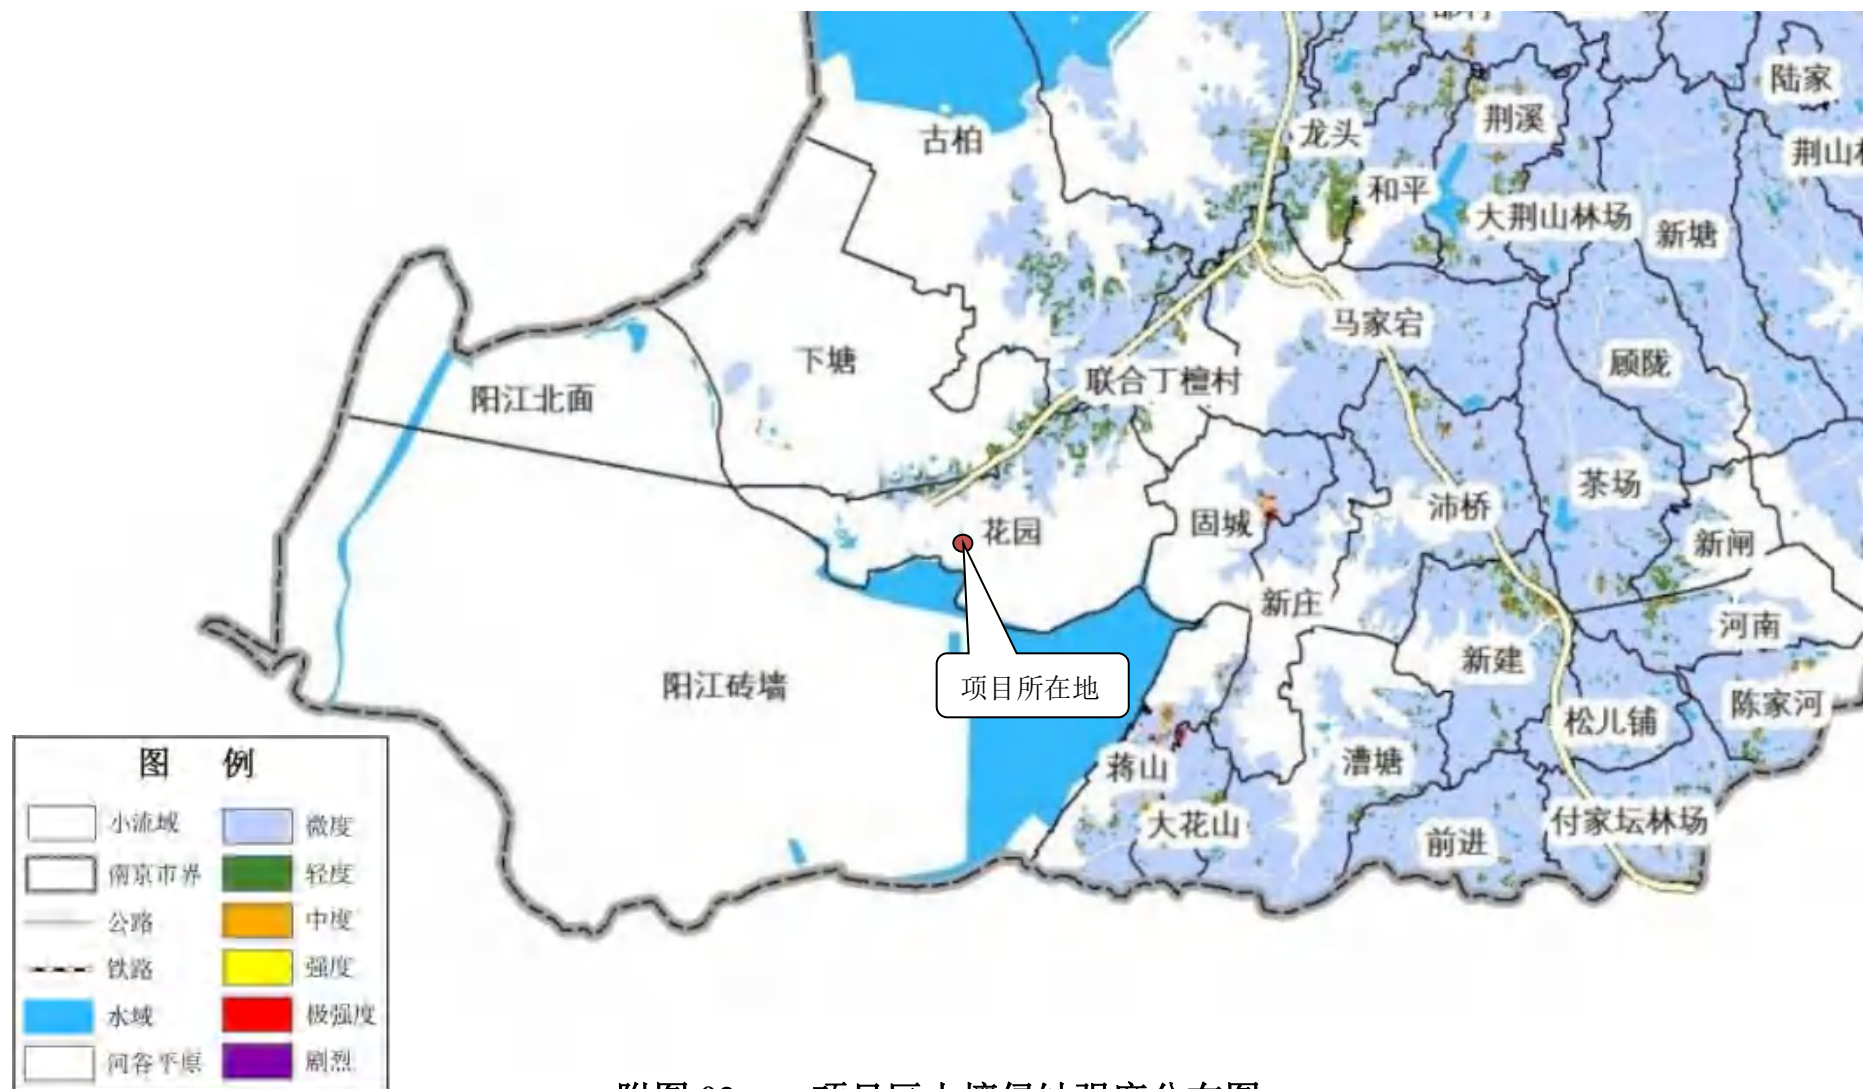 陆家
荆溪
龙头
古柏
荆山林
和平
大荆山林场
新塘
马家宕
下塘
顾陇
联合丁檀村
阳江北面
茶场
沛桥
固城
花园
新闸
新庄
河南
新建
阳江砖墙
项目所在地
陈家河
松儿铺
蒋山
漕塘
大花山
付家坛林场
前进
图 例
小流域
微度
南京市界
轻度
公路
中度
铁路
强度
水域
极强度
河谷平原
剧烈